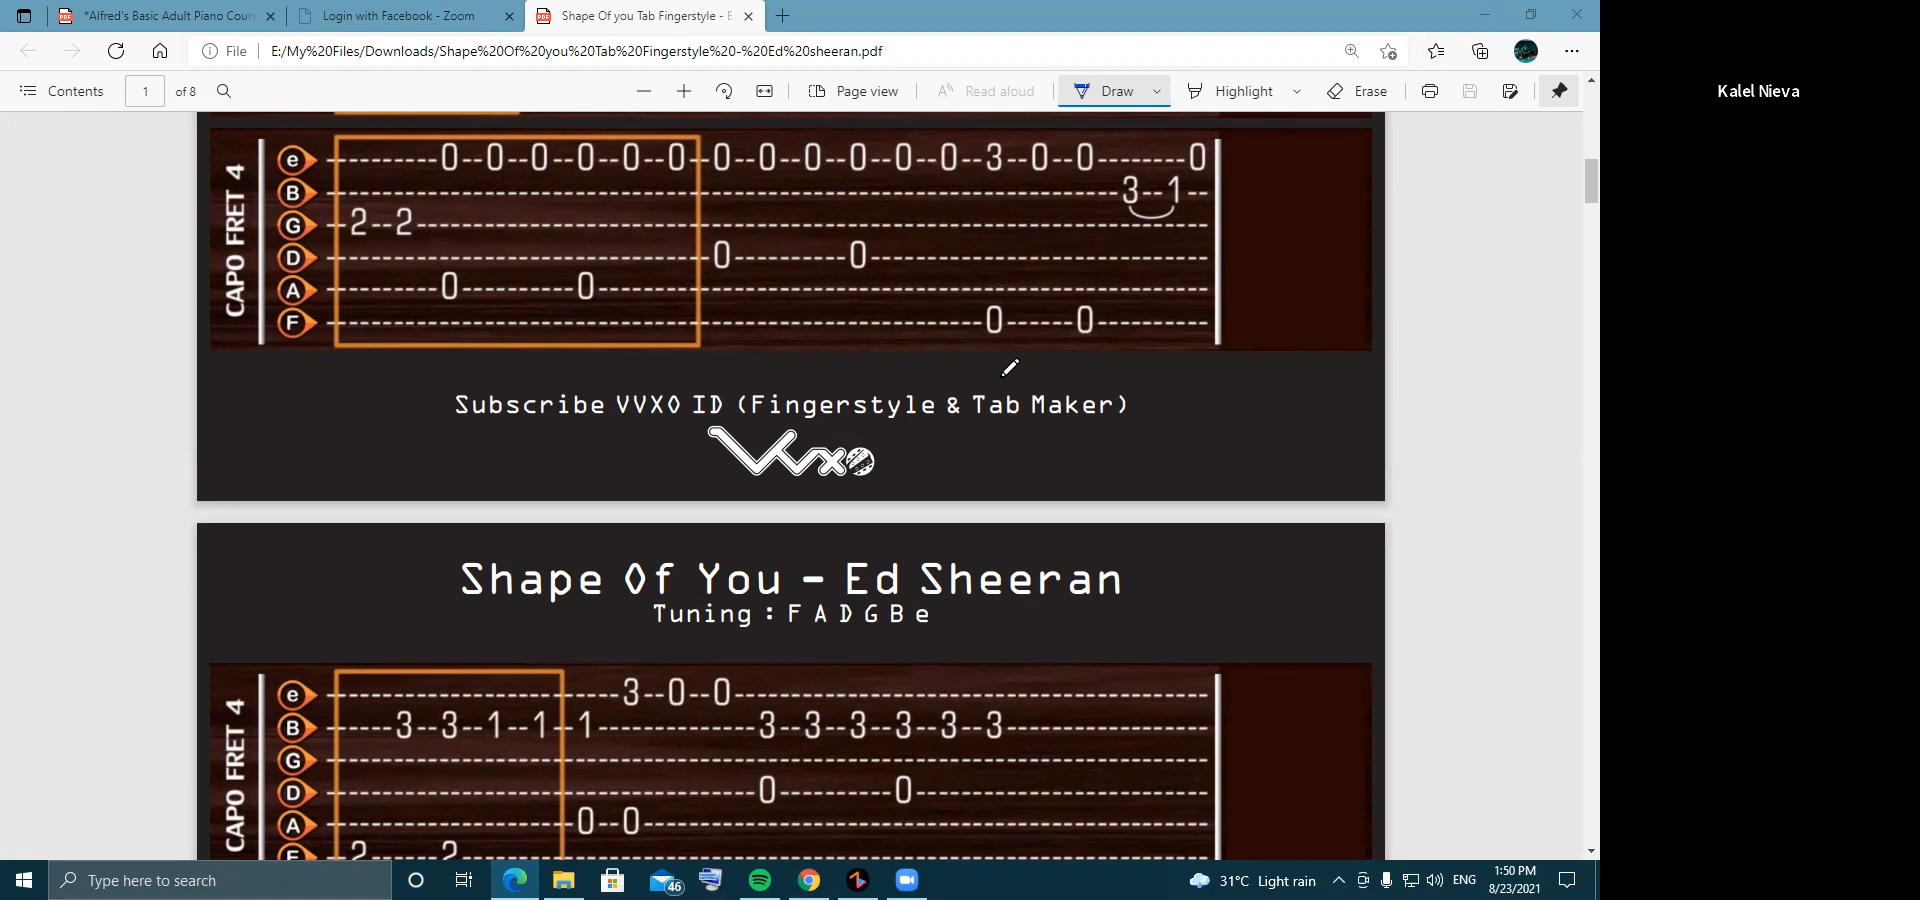 *Alfred's Basic Adult Piano Cour
Login with Facebook - Zoom
Shape Of you Tab Fingerstyle - E
File
E:/My%20Files/Downloads/Shape%20Of%20you%20Tab%20Fingerstyle%20-%20Ed%20sheeran.pdf
Contents
1
of 8
Page view
Read aloud
Draw
Highlight
Erase
Kalel Nieva
CAPO FRET 4
e ---------0--0--0--0--0--0--0--0--0--0--0--0--3--0--0-------0
B -----------------------------------------------------3--1--
G --2--2-----------------------------------------------------
D --------------------------0--------0-----------------------
A --------0--------0-----------------------------------------
F --------------------------------------------0-----0--------
Subscribe VVXO ID (Fingerstyle & Tab Maker)
Vvxo
Shape Of You - Ed Sheeran
Tuning : F A D G B e
CAPO FRET 4
e --------------------3--0--0--------------------------------
B -----3--3--1--1--1-----------3--3--3--3--3--3--------------
G ----------------------------------------------------------
D -----------------------------0--------0--------------------
A -----------------0--0--------------------------------------
F --2-----2--------------------------------------------------
Type here to search
46
31°C Light rain
ENG
1:50 PM
8/23/2021